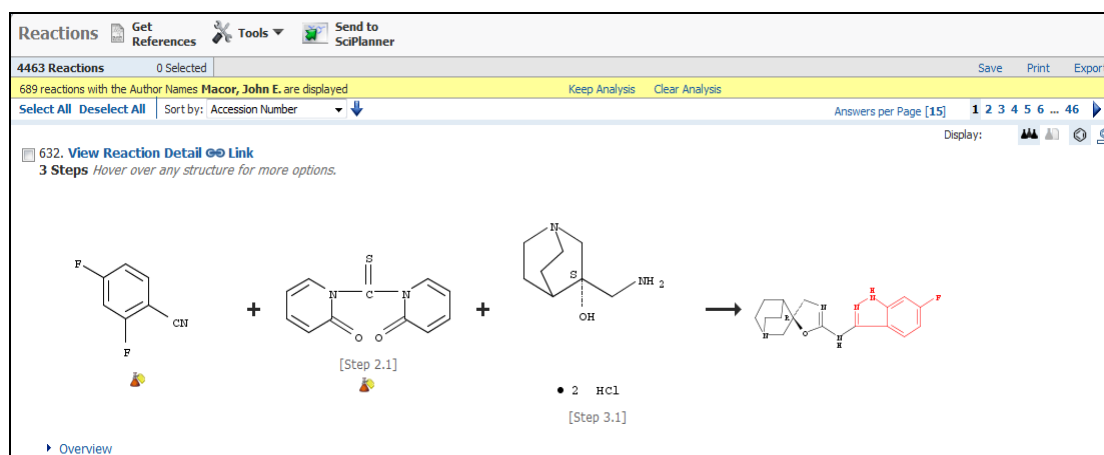 Reactions Get References Tools Send to SciPlanner
4463 Reactions 0 Selected Save Print Export
689 reactions with the Author Names Macor, John E. are displayed Keep Analysis Clear Analysis
Select All Deselect All Sort by: Accession Number Answers per Page [15] 1 2 3 4 5 6 ... 46
Display:
632. View Reaction Detail Link
3 Steps Hover over any structure for more options.
F
F
CN
+
S
N C N
O O
[Step 2.1]
+
N
S
NH2
OH
• 2 HCl
[Step 3.1]
N
R
N
O
N
H
N
H
N
F
Overview